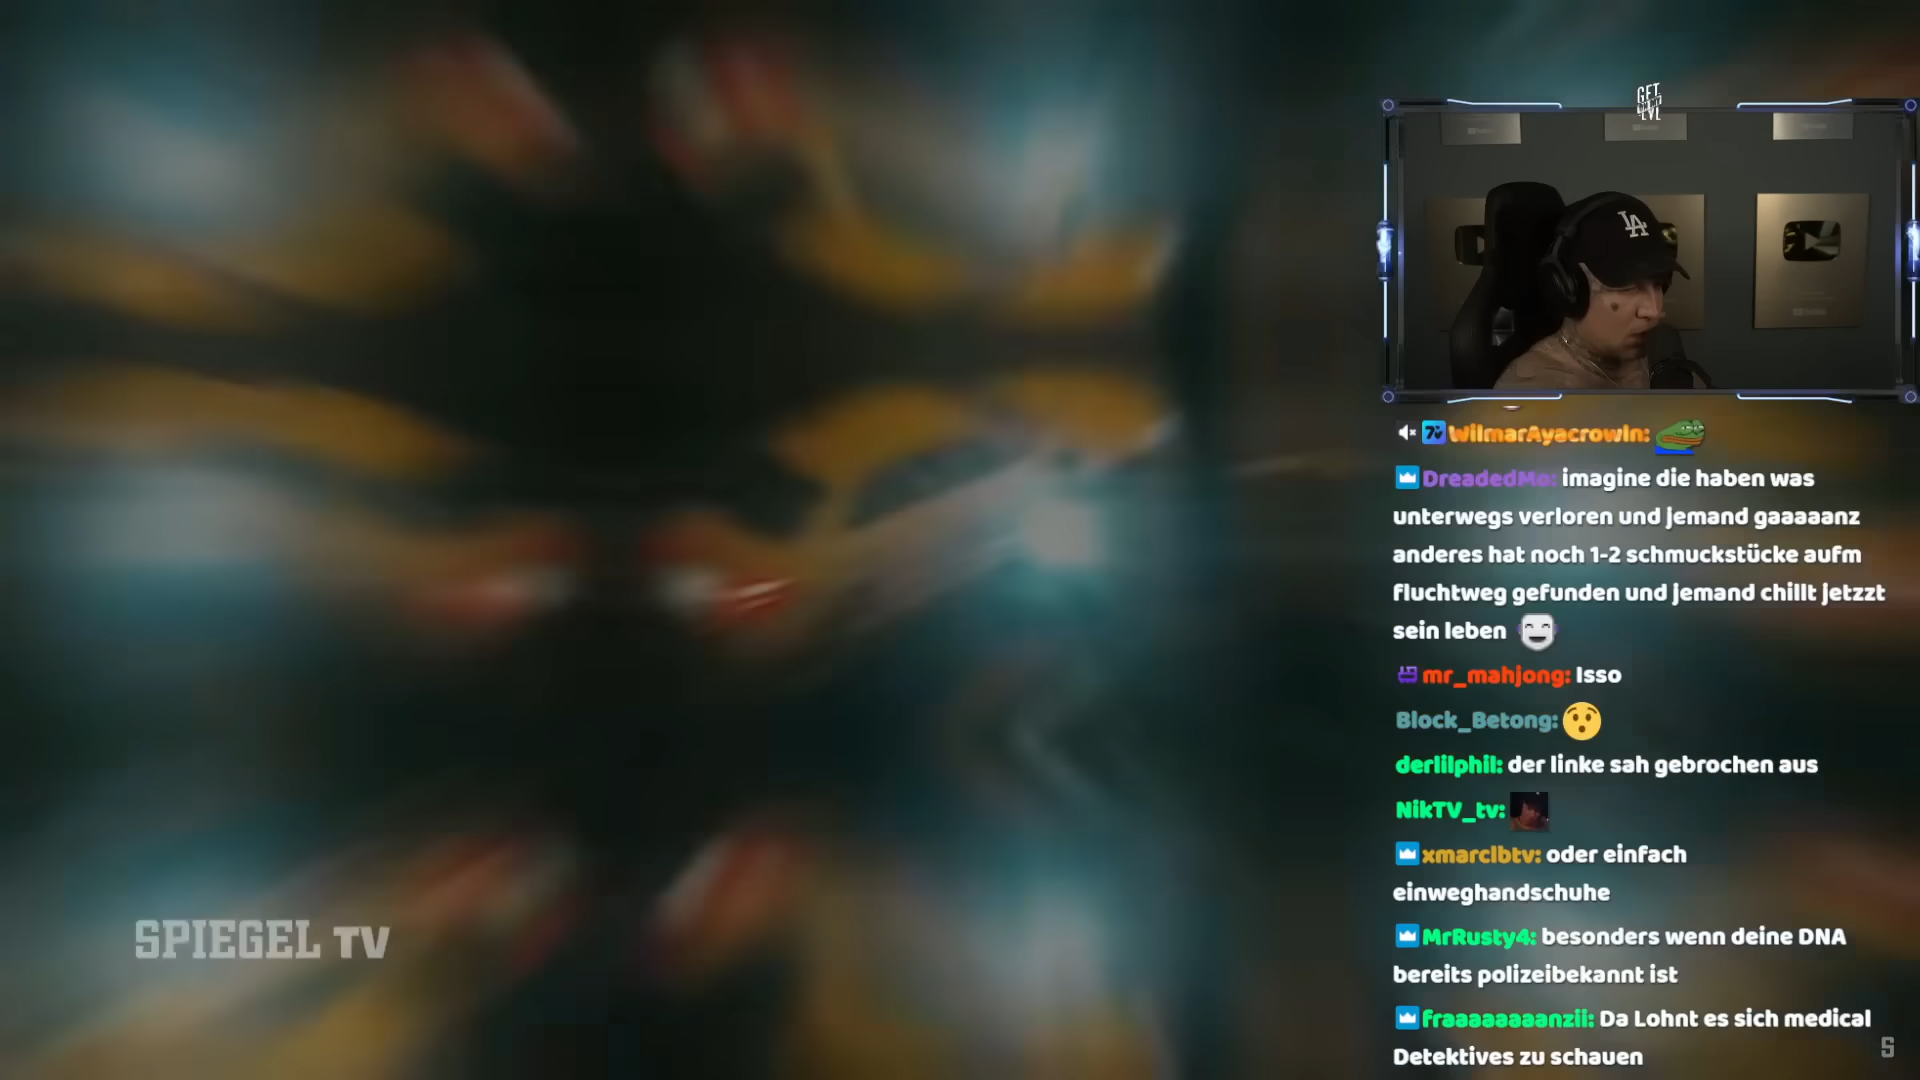 GET
LVL
LA
WilmarAyacrowin:
DreadedMo: imagine die haben was
unterwegs verloren und jemand gaaaaanz
anderes hat noch 1-2 schmuckstücke aufm
fluchtweg gefunden und jemand chillt jetzzt
sein leben
mr_mahjong: Isso
Block_Betong:
derlilphil: der linke sah gebrochen aus
NikTV_tv:
xmarclbtv: oder einfach
einweghandschuhe
MrRusty4: besonders wenn deine DNA
bereits polizeibekannt ist
fraaaaaaaanzii: Da Lohnt es sich medical
Detektives zu schauen
SPIEGEL TV
S